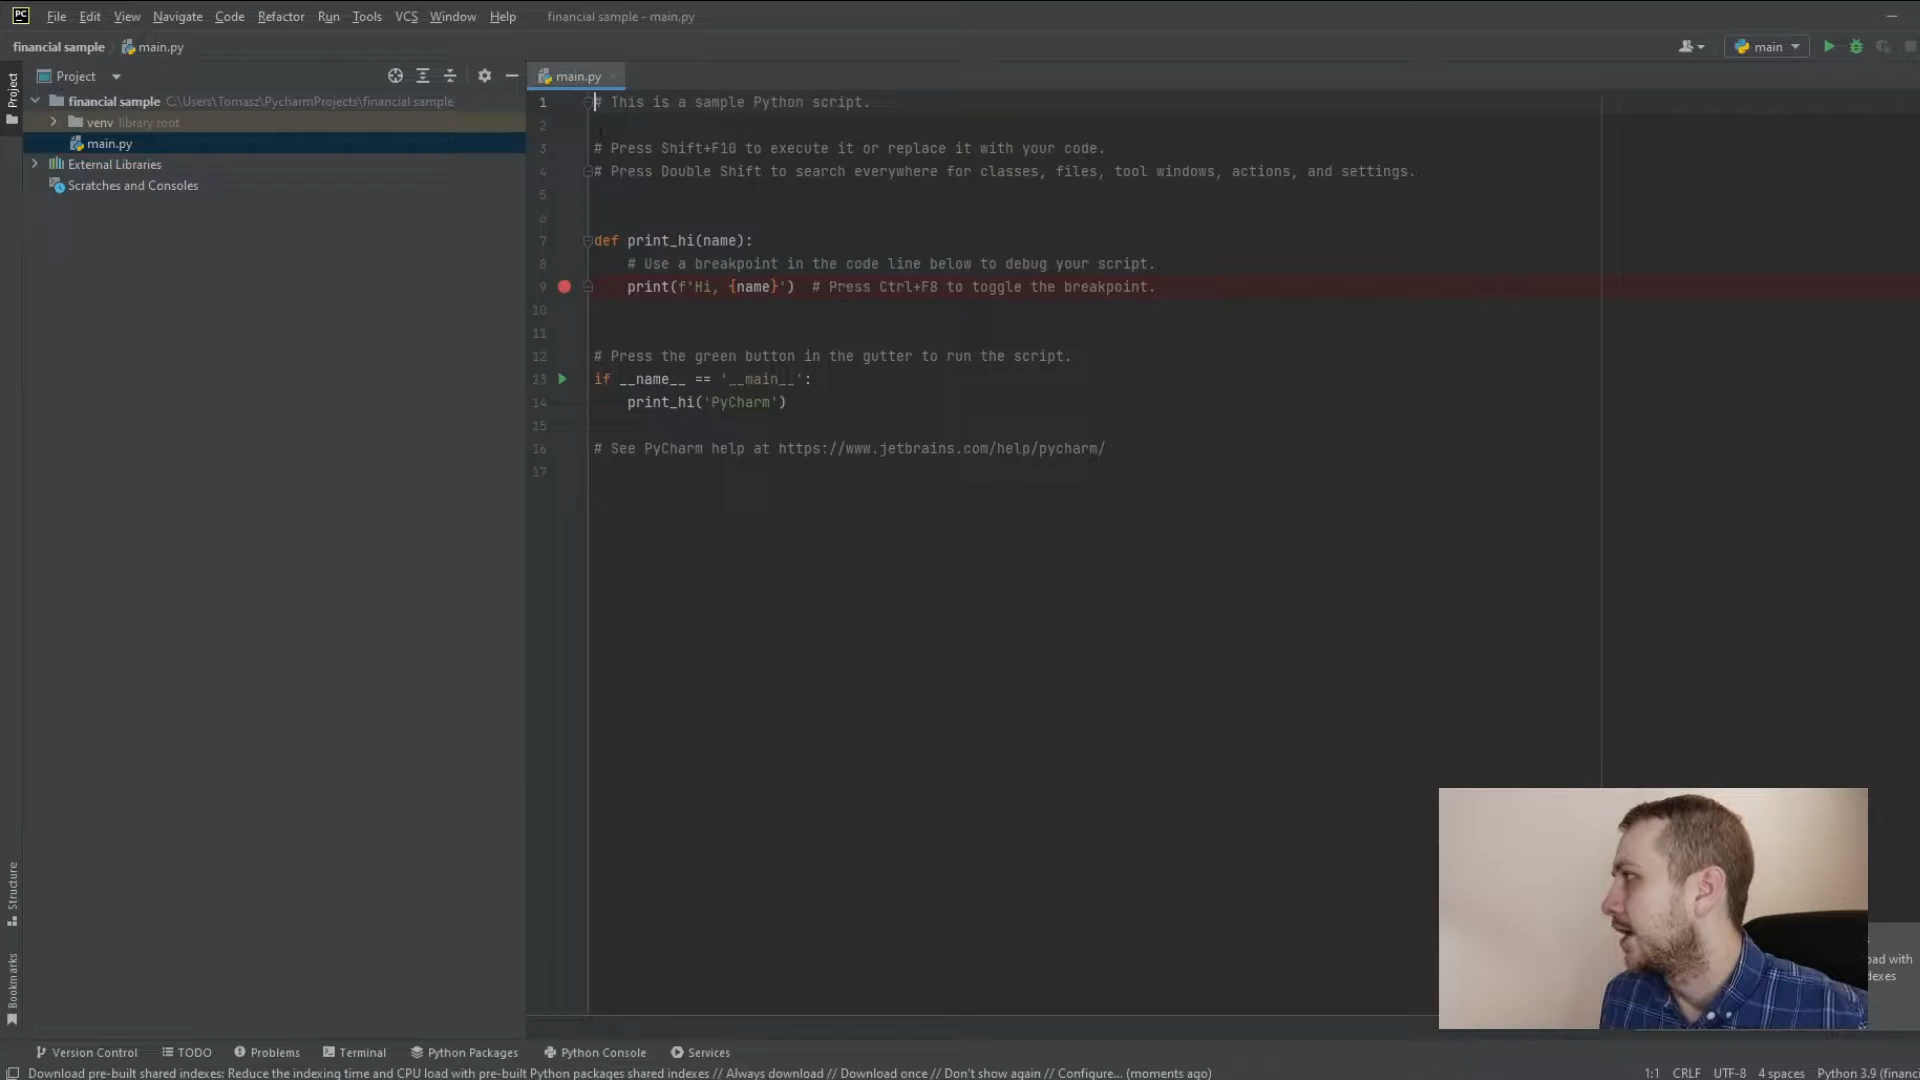 PC File Edit View Navigate Code Refactor Run Tools VCS Window Help financial sample - main.py
financial sample main.py main
Project Project main.py
financial sample C:\Users\Tomasz\PycharmProjects\financial sample
venv library root
main.py
External Libraries
Scratches and Consoles
1 # This is a sample Python script.
2
3 # Press Shift+F10 to execute it or replace it with your code.
4 # Press Double Shift to search everywhere for classes, files, tool windows, actions, and settings.
5
6
7 def print_hi(name):
8 # Use a breakpoint in the code line below to debug your script.
9 print(f'Hi, {name}') # Press Ctrl+F8 to toggle the breakpoint.
10
11
12 # Press the green button in the gutter to run the script.
13 if __name__ == '__main__':
14 print_hi('PyCharm')
15
16 # See PyCharm help at https://www.jetbrains.com/help/pycharm/
17
Structure
Bookmarks
oad with
dexes
Version Control TODO Problems Terminal Python Packages Python Console Services
Download pre-built shared indexes: Reduce the indexing time and CPU load with pre-built Python packages shared indexes // Always download // Download once // Don't show again // Configure... (moments ago) 1:1 CRLF UTF-8 4 spaces Python 3.9 (financi